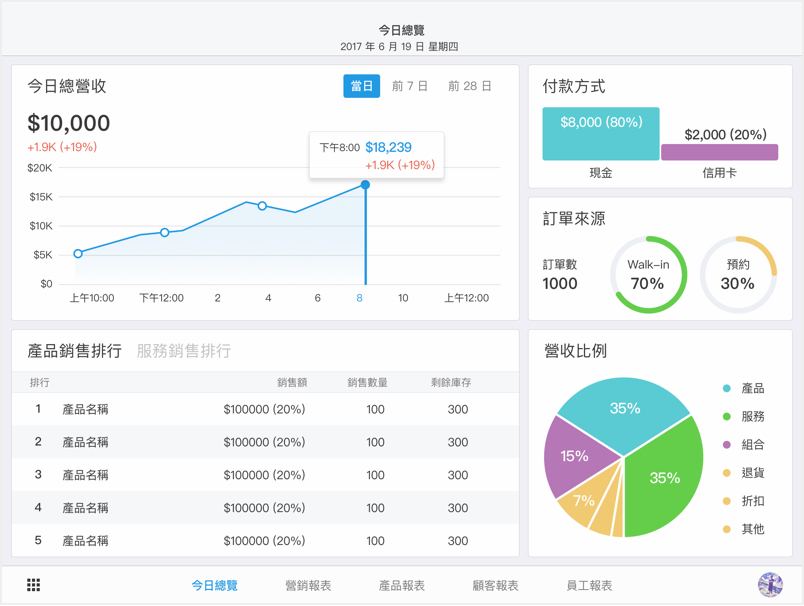 今日總覽
2017 年 6 月 19 日 星期四
今日總營收
當日 前 7 日 前 28 日
$10,000
+1.9K (+19%)
下午8:00 $18,239
+1.9K (+19%)
$20K
$15K
$10K
$5K
$0
上午10:00 下午12:00 2 4 6 8 10 上午12:00
付款方式
$8,000 (80%)
$2,000 (20%)
現金 信用卡
訂單來源
訂單數
1000
Walk-in
70%
預約
30%
產品銷售排行 服務銷售排行
排行 銷售額 銷售數量 剩餘庫存
1 產品名稱 $100000 (20%) 100 300
2 產品名稱 $100000 (20%) 100 300
3 產品名稱 $100000 (20%) 100 300
4 產品名稱 $100000 (20%) 100 300
5 產品名稱 $100000 (20%) 100 300
營收比例
35%
15%
35%
7%
產品
服務
組合
退貨
折扣
其他
今日總覽 營銷報表 產品報表 顧客報表 員工報表